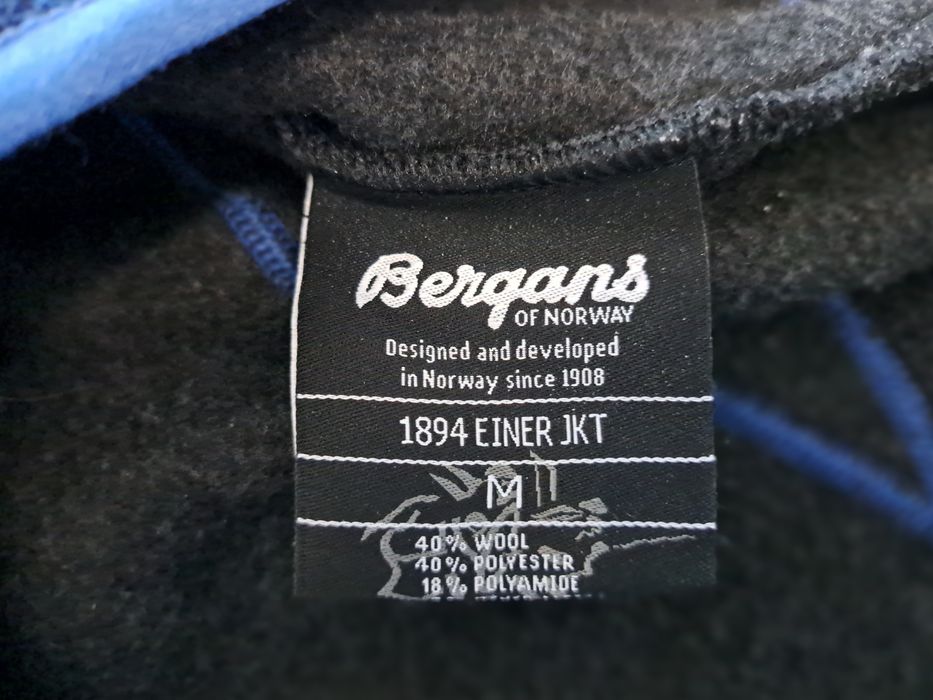 Bergans
OF NORWAY
Designed and developed
in Norway since 1908
1894 EINER JKT
M
40% WOOL
40% POLYESTER
18% POLYAMIDE